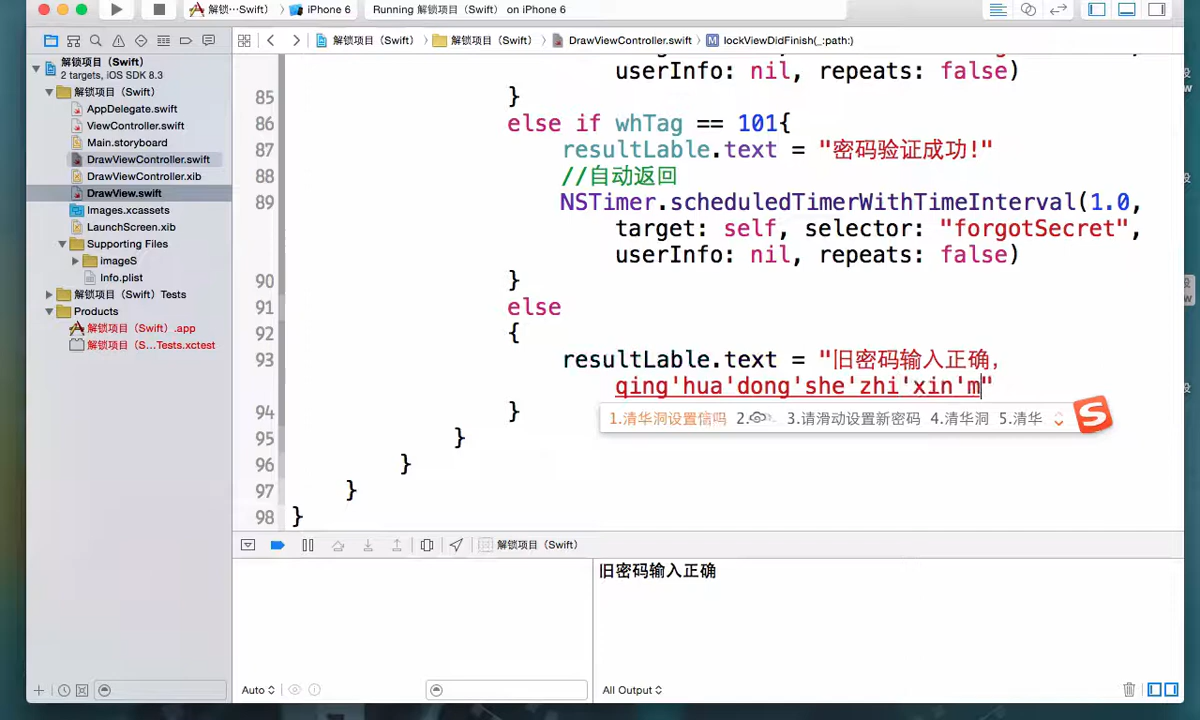 解锁…Swift）
iPhone 6
Running 解锁项目（Swift） on iPhone 6
解锁项目（Swift）
解锁项目（Swift）
DrawViewController.swift
M
lockViewDidFinish(_:path:)
解锁项目（Swift）
2 targets, iOS SDK 8.3
解锁项目（Swift）
AppDelegate.swift
ViewController.swift
Main.storyboard
DrawViewController.swift
DrawViewController.xib
DrawView.swift
Images.xcassets
LaunchScreen.xib
Supporting Files
imageS
Info.plist
解锁项目（Swift）Tests
Products
解锁项目（Swift）.app
解锁项目（S…Tests.xctest
userInfo: nil, repeats: false)
85 }
86 else if whTag == 101{
87 resultLable.text = "密码验证成功!"
88 //自动返回
89 NSTimer.scheduledTimerWithTimeInterval(1.0,
target: self, selector: "forgotSecret",
userInfo: nil, repeats: false)
90 }
91 else
92 {
93 resultLable.text = "旧密码输入正确，
qing'hua'dong'she'zhi'xin'm"
1.清华洞设置信吗 2. 3.请滑动设置新密码 4.清华洞 5.清华
S
94 }
95 }
96 }
97 }
98 }
解锁项目（Swift）
旧密码输入正确
Auto
All Output